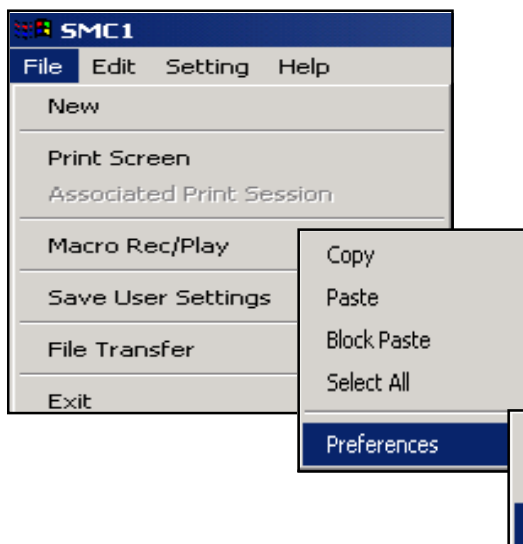 SMC1
File Edit Setting Help
New
Print Screen
Associated Print Session
Macro Rec/Play
Save User Settings
File Transfer
Exit
Copy
Paste
Block Paste
Select All
Preferences